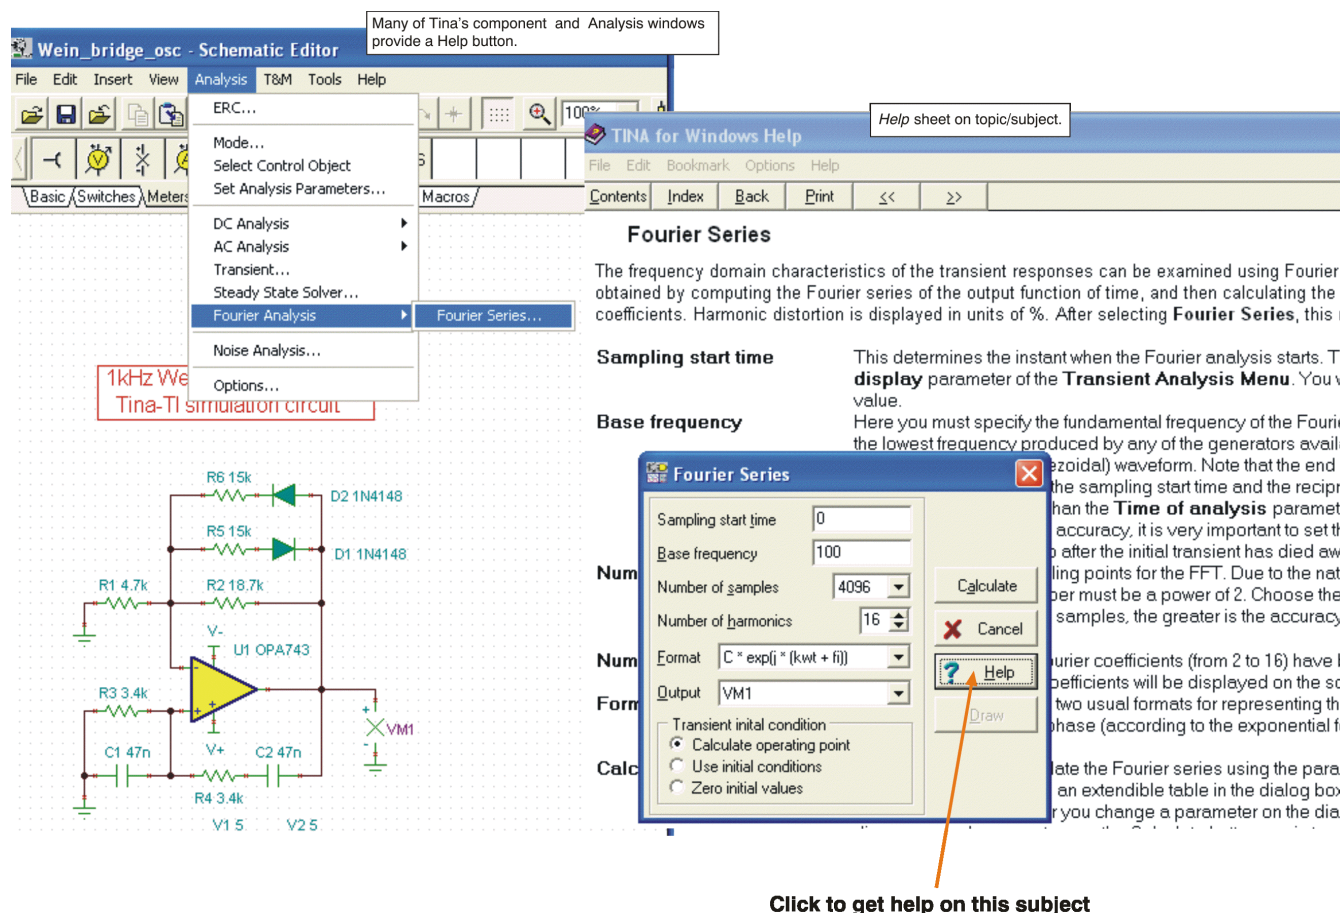 Many of Tina's component and Analysis windows
provide a Help button.
Wein_bridge_osc - Schematic Editor
File Edit Insert View Analysis T&M Tools Help
100%
Basic Switches Meters Macros
ERC...
Mode...
Select Control Object
Set Analysis Parameters...
DC Analysis
AC Analysis
Transient...
Steady State Solver...
Fourier Analysis
Fourier Series...
Noise Analysis...
Options...
1kHz We
Tina-TI simulation circuit
R6 15k
D2 1N4148
R5 15k
D1 1N4148
R1 4.7k
R2 18.7k
V-
U1 OPA743
R3 3.4k
VM1
C1 47n
V+
C2 47n
R4 3.4k
V1 5
V2 5
Help sheet on topic/subject.
TINA for Windows Help
File Edit Bookmark Options Help
Contents Index Back Print << >>
Fourier Series
The frequency domain characteristics of the transient responses can be examined using Fourier
obtained by computing the Fourier series of the output function of time, and then calculating the
coefficients. Harmonic distortion is displayed in units of %. After selecting Fourier Series, this
Sampling start time
This determines the instant when the Fourier analysis starts. T
display parameter of the Transient Analysis Menu. You
value.
Base frequency
Here you must specify the fundamental frequency of the Fouri
the lowest frequency produced by any of the generators avail
ezoidal) waveform. Note that the end
the sampling start time and the recipr
han the Time of analysis paramet
accuracy, it is very important to set th
after the initial transient has died aw
Num
ling points for the FFT. Due to the nat
ber must be a power of 2. Choose the
samples, the greater is the accuracy
Num
urier coefficients (from 2 to 16) have
oefficients will be displayed on the sc
Form
two usual formats for representing th
phase (according to the exponential f
Calc
late the Fourier series using the para
an extendible table in the dialog box
r you change a parameter on the dia
Fourier Series
Sampling start time 0
Base frequency 100
Number of samples 4096
Number of harmonics 16
Format C * exp(j * (kwt + fi))
Output VM1
Transient inital condition
Calculate operating point
Use initial conditions
Zero initial values
Calculate
Cancel
? Help
Draw
Click to get help on this subject